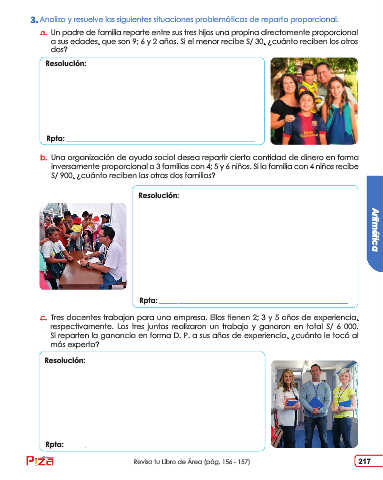 3. Analiza y resuelve las siguientes situaciones problemáticas de reparto proporcional.
a. Un padre de familia reparte entre sus tres hijos una propina directamente proporcional
a sus edades, que son 9; 6 y 2 años. Si el menor recibe S/ 30, ¿cuánto reciben los otros
dos?
Resolución:
Rpta:
b. Una organización de ayuda social desea repartir cierta cantidad de dinero en forma
inversamente proporcional a 3 familias con 4; 5 y 6 niños. Si la familia con 4 niños recibe
S/ 900, ¿cuánto reciben las otras dos familias?
Resolución:
Rpta:
Aritmética
c. Tres docentes trabajan para una empresa. Ellos tienen 2; 3 y 5 años de experiencia,
respectivamente. Los tres juntos realizaron un trabajo y ganaron en total S/ 6 000.
Si reparten la ganancia en forma D. P. a sus años de experiencia, ¿cuánto le tocó al
más experto?
Resolución:
Rpta:
Revisa tu Libro de Área (pág. 156 - 157)
217